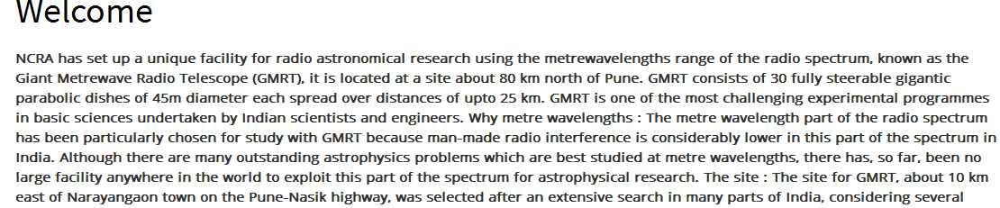 Welcome
NCRA has set up a unique facility for radio astronomical research using the metrewavelengths range of the radio spectrum, known as the
Giant Metrewave Radio Telescope (GMRT), it is located at a site about 80 km north of Pune. GMRT consists of 30 fully steerable gigantic
parabolic dishes of 45m diameter each spread over distances of upto 25 km. GMRT is one of the most challenging experimental programmes
in basic sciences undertaken by Indian scientists and engineers. Why metre wavelengths : The metre wavelength part of the radio spectrum
has been particularly chosen for study with GMRT because man-made radio interference is considerably lower in this part of the spectrum in
India. Although there are many outstanding astrophysics problems which are best studied at metre wavelengths, there has, so far, been no
large facility anywhere in the world to exploit this part of the spectrum for astrophysical research. The site : The site for GMRT, about 10 km
east of Narayangaon town on the Pune-Nasik highway, was selected after an extensive search in many parts of India, considering several